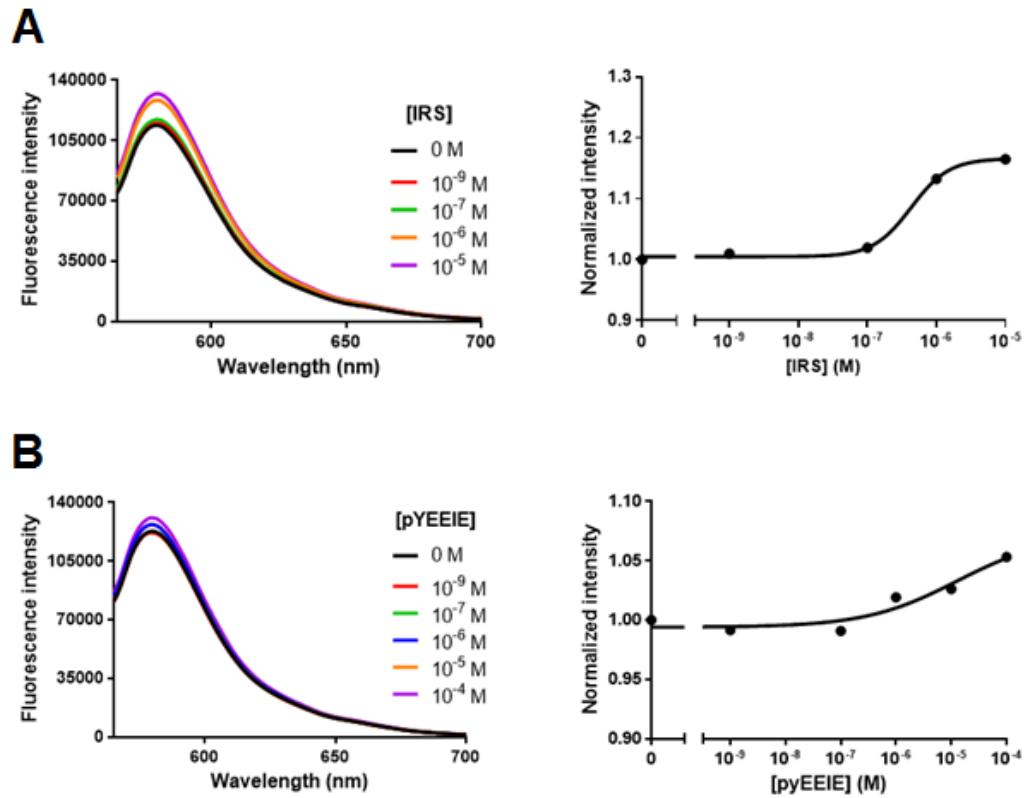 A
Fluorescence intensity
140000
105000
70000
35000
0
600
650
700
Wavelength (nm)
[IRS]
0 M
10⁻⁹ M
10⁻⁷ M
10⁻⁶ M
10⁻⁵ M
Normalized intensity
1.3
1.2
1.1
1.0
0.9
0
10⁻⁹
10⁻⁸
10⁻⁷
10⁻⁶
10⁻⁵
[IRS] (M)
B
Fluorescence intensity
140000
105000
70000
35000
0
600
650
700
Wavelength (nm)
[pYEEIE]
0 M
10⁻⁹ M
10⁻⁷ M
10⁻⁶ M
10⁻⁵ M
10⁻⁴ M
Normalized intensity
1.10
1.05
1.00
0.95
0.90
0
10⁻⁹
10⁻⁸
10⁻⁷
10⁻⁶
10⁻⁵
10⁻⁴
[pyEEIE] (M)